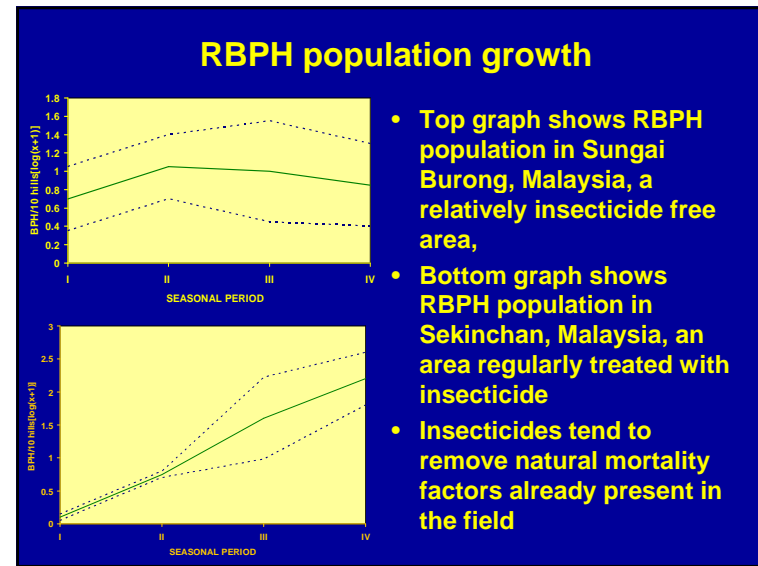 RBPH population growth
1.8
1.6
1.4
1.2
1
0.8
0.6
0.4
0.2
0
BPH/10 hills[log(x+1)]
I II III IV
SEASONAL PERIOD
3
2.5
2
1.5
1
0.5
0
BPH/10 hills[log(x+1)]
I II III IV
SEASONAL PERIOD
• Top graph shows RBPH
population in Sungai
Burong, Malaysia, a
relatively insecticide free
area,
• Bottom graph shows
RBPH population in
Sekinchan, Malaysia, an
area regularly treated with
insecticide
• Insecticides tend to
remove natural mortality
factors already present in
the field